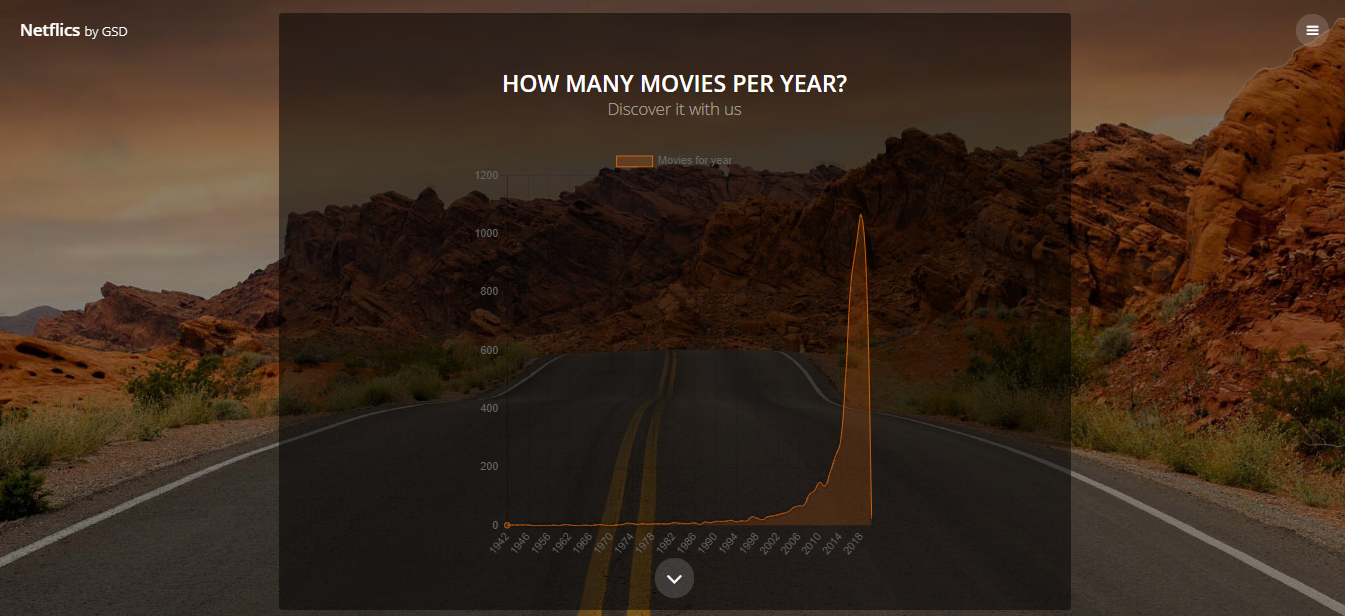 Netflics by GSD
HOW MANY MOVIES PER YEAR?
Discover it with us
Movies for year
1200
1000
800
600
400
200
0
1942 1946 1956 1962 1966 1970 1974 1978 1982 1986 1990 1994 1998 2002 2006 2010 2014 2018